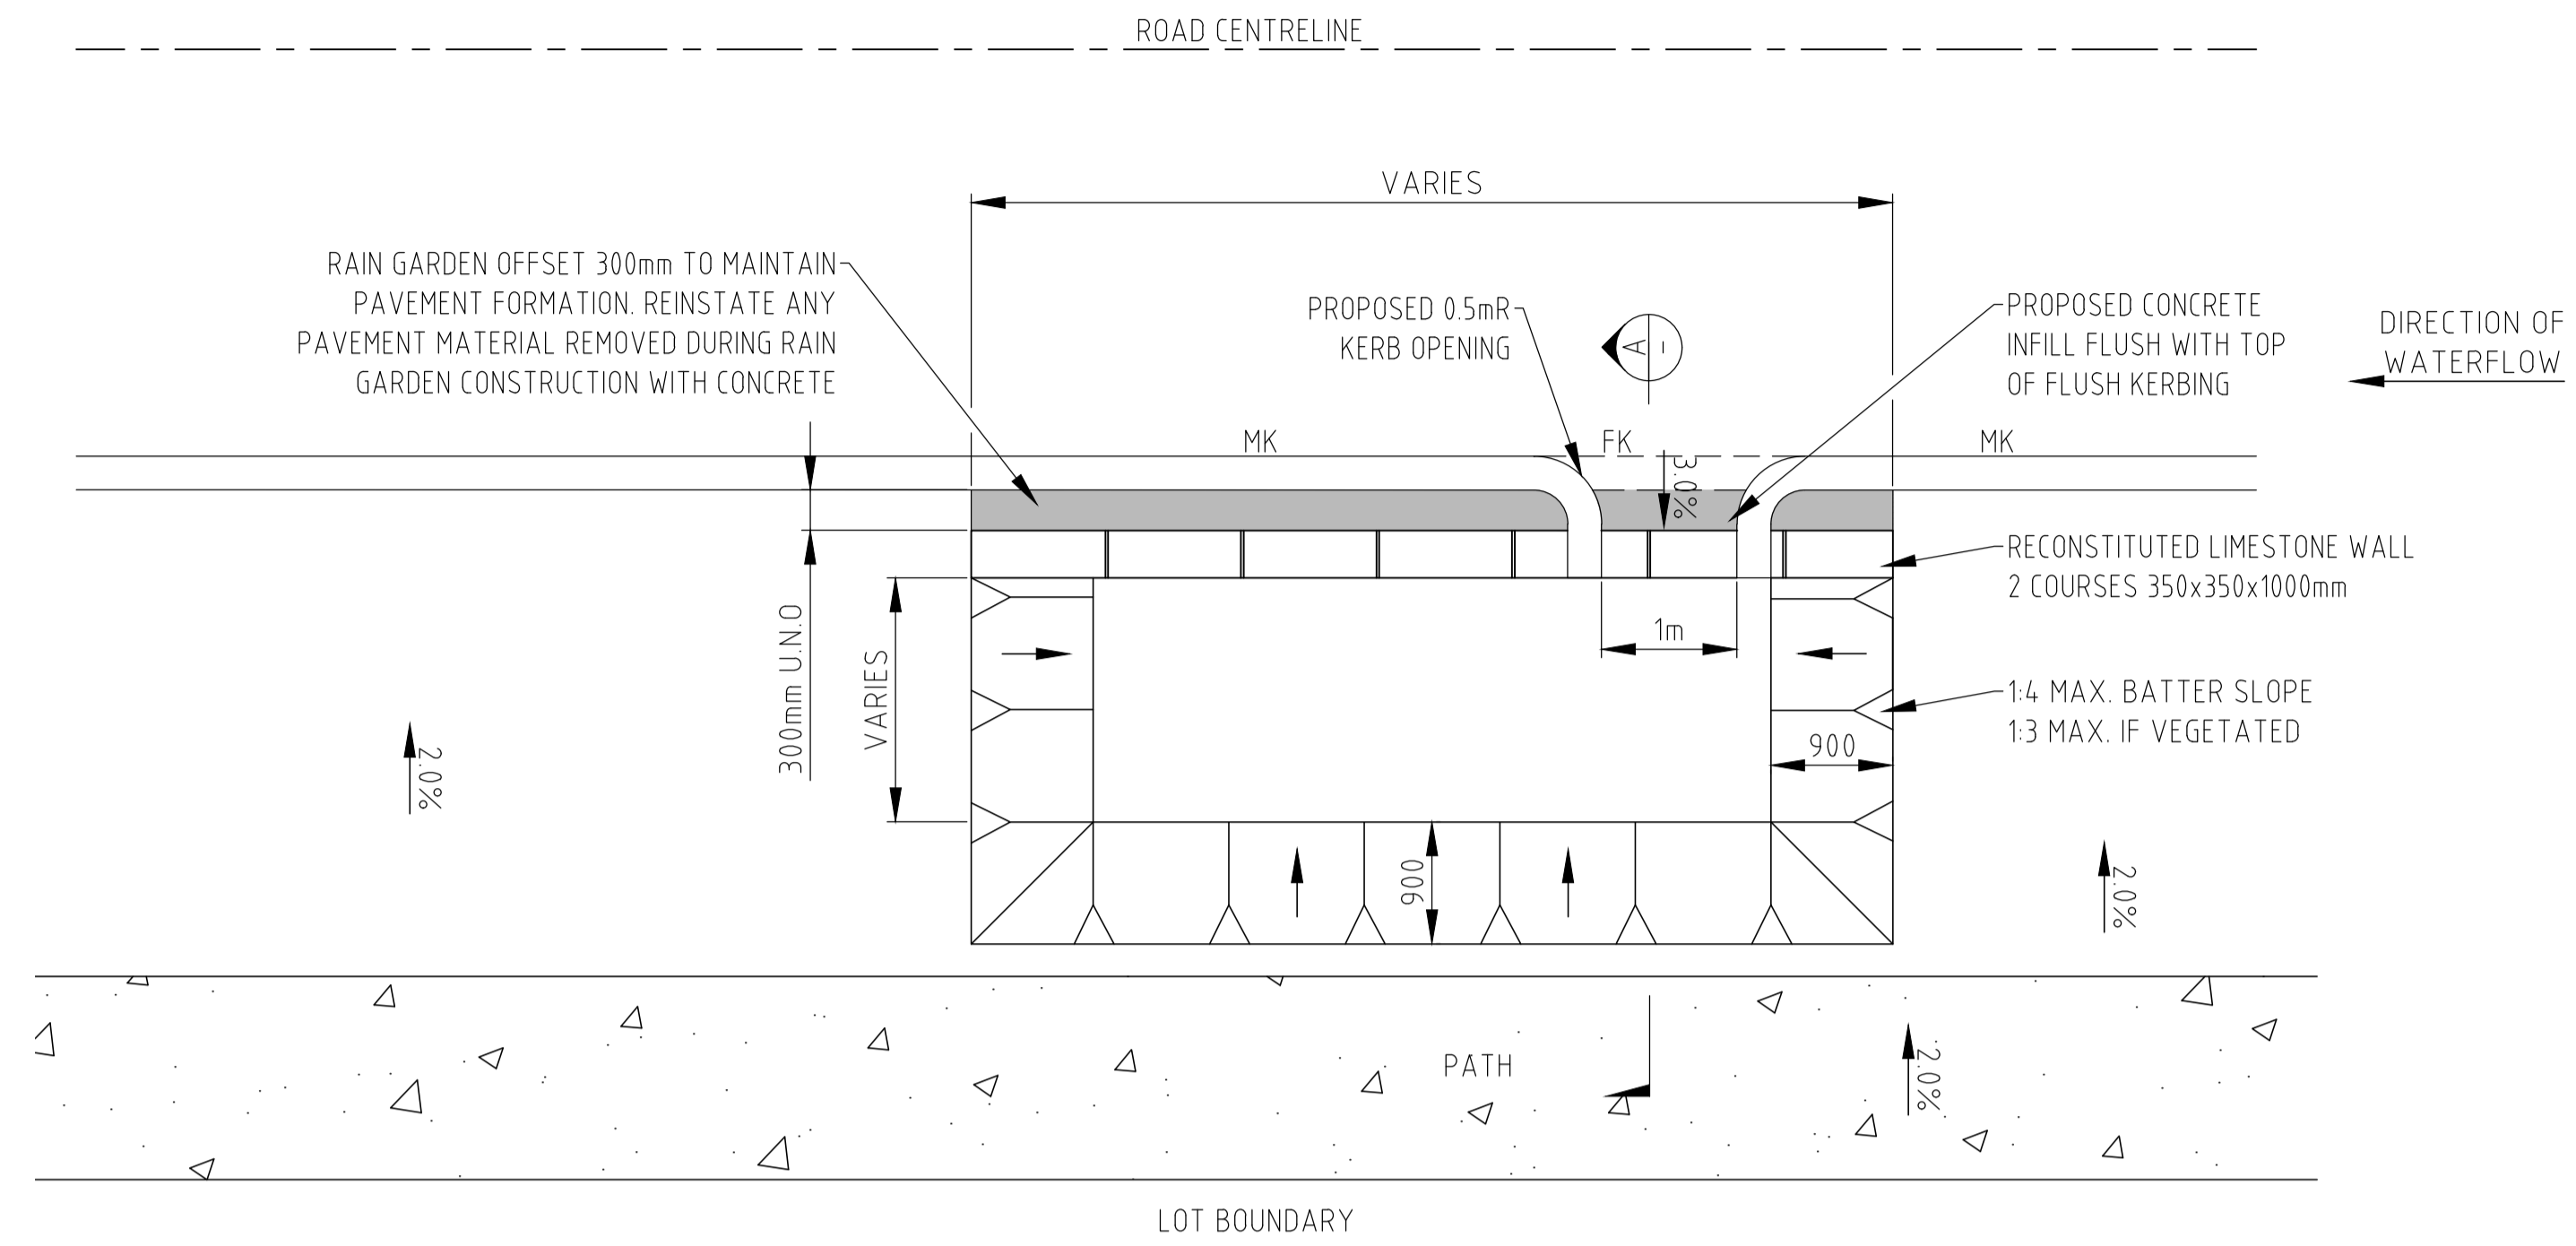 ROAD CENTRELINE
VARIES
RAIN GARDEN OFFSET 300mm TO MAINTAIN
PAVEMENT FORMATION. REINSTATE ANY
PAVEMENT MATERIAL REMOVED DURING RAIN
GARDEN CONSTRUCTION WITH CONCRETE
PROPOSED 0.5mR
KERB OPENING
A
-
PROPOSED CONCRETE
INFILL FLUSH WITH TOP
OF FLUSH KERBING
DIRECTION OF
WATERFLOW
MK
FK
MK
3.0%
RECONSTITUTED LIMESTONE WALL
2 COURSES 350x350x1000mm
300mm U.N.O
VARIES
1m
1:4 MAX. BATTER SLOPE
1:3 MAX. IF VEGETATED
900
2.0%
900
2.0%
PATH
2.0%
LOT BOUNDARY